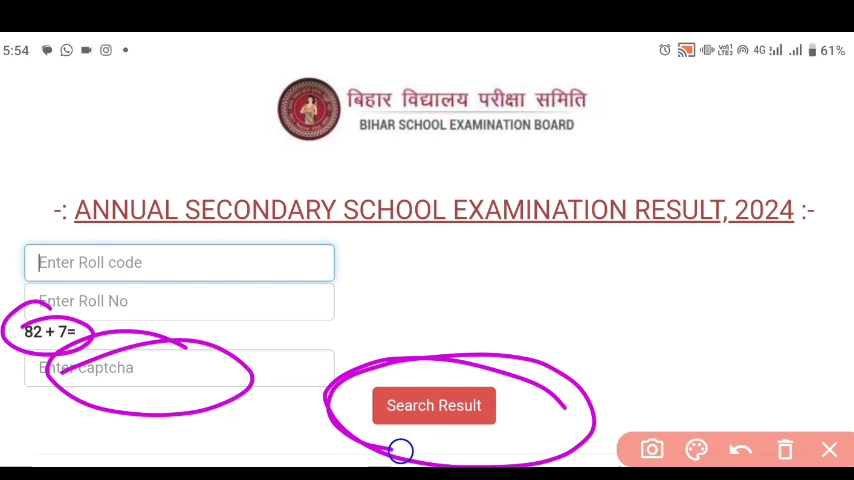 5:54 4G 61%
बिहार विद्यालय परीक्षा समिति
BIHAR SCHOOL EXAMINATION BOARD
-: ANNUAL SECONDARY SCHOOL EXAMINATION RESULT, 2024 :-
Enter Roll code
Enter Roll No
82 + 7=
Enter captcha
Search Result